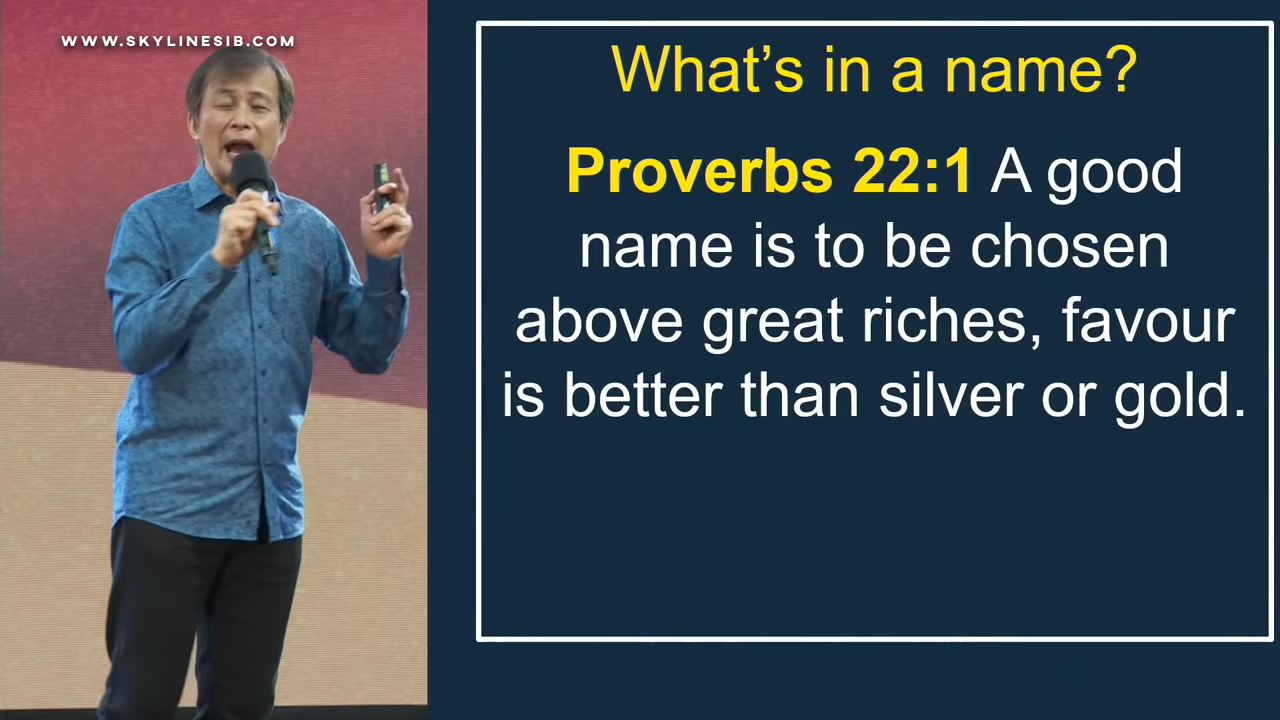 WWW.SKYLINESIB.COM
What’s in a name?
Proverbs 22:1 A good
name is to be chosen
above great riches, favour
is better than silver or gold.